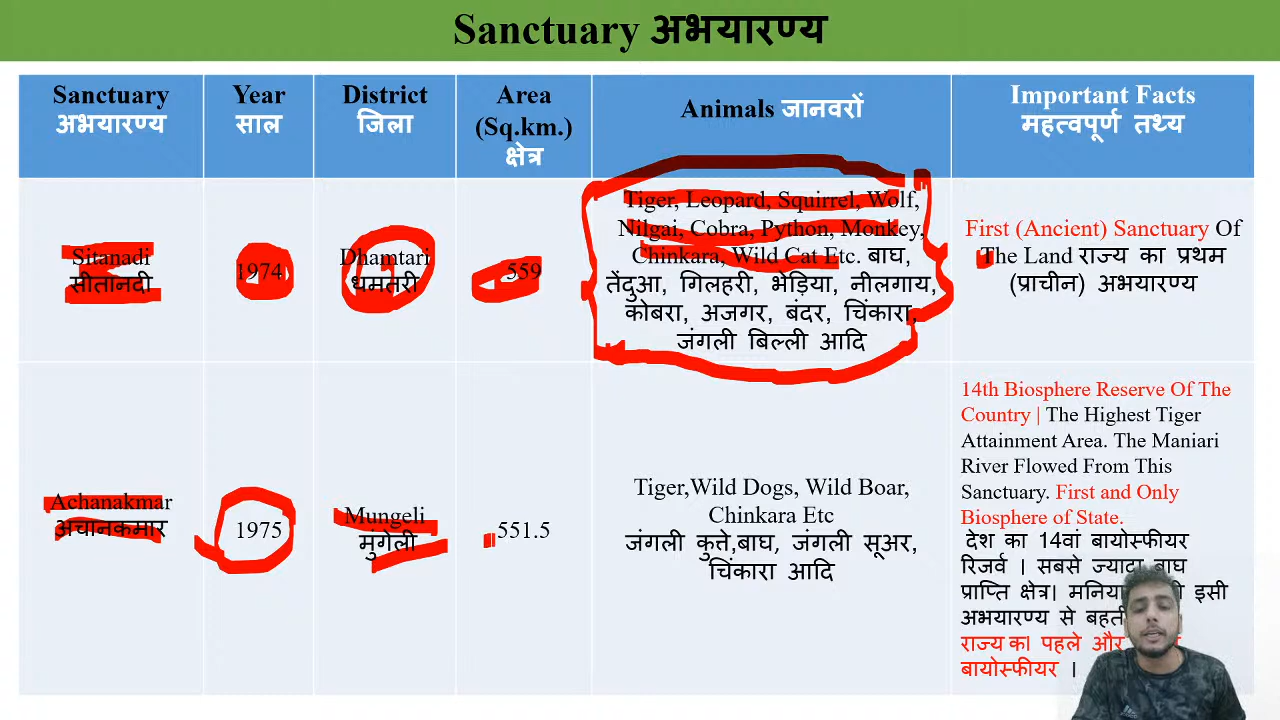 Sanctuary अभयारण्य
Sanctuary
अभयारण्य
Year
साल
District
जिला
Area
(Sq.km.)
क्षेत्र
Animals जानवरों
Important Facts
महत्वपूर्ण तथ्य
Sitanadi
सीतानदी
1974
Dhamtari
धमतरी
559
Tiger, Leopard, Squirrel, Wolf,
Nilgai, Cobra, Python, Monkey,
Chinkara, Wild Cat Etc. बाघ,
तेंदुआ, गिलहरी, भेड़िया, नीलगाय,
कोबरा, अजगर, बंदर, चिंकारा,
जंगली बिल्ली आदि
First (Ancient) Sanctuary Of
The Land राज्य का प्रथम
(प्राचीन) अभयारण्य
Achanakmar
अचानकमार
1975
Mungeli
मुंगेली
551.5
Tiger,Wild Dogs, Wild Boar,
Chinkara Etc
जंगली कुत्ते,बाघ, जंगली सूअर,
चिंकारा आदि
14th Biosphere Reserve Of The
Country | The Highest Tiger
Attainment Area. The Maniari
River Flowed From This
Sanctuary. First and Only
Biosphere of State.
देश का 14वां बायोस्फीयर
रिजर्व । सबसे ज्यादा बाघ
प्राप्ति क्षेत्र। इसी
अभयारण्य से
राज्य का पहले और
बायोस्फीयर ।